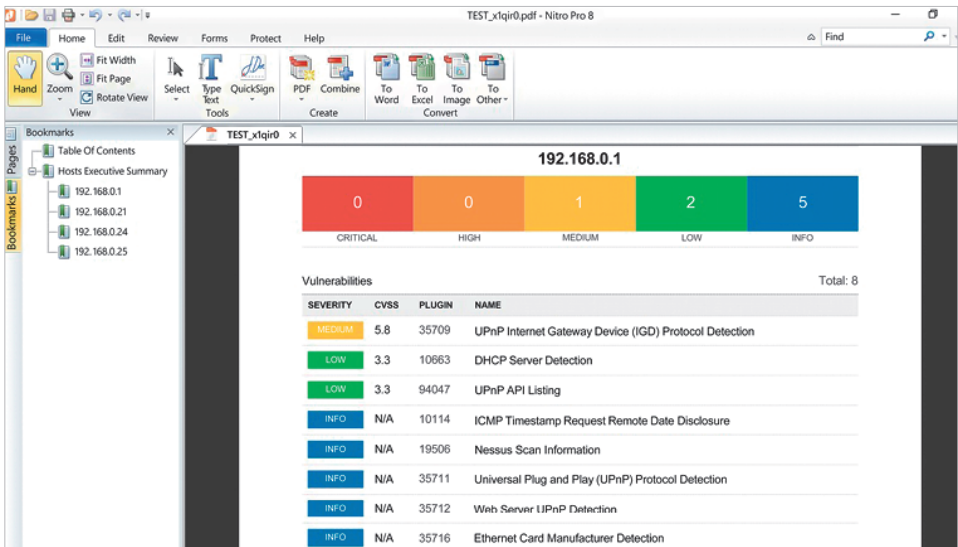 TEST_x1qir0.pdf - Nitro Pro 8
File Home Edit Review Forms Protect Help Find
Hand Zoom Fit Width Fit Page Rotate View Select Type Text QuickSign PDF Combine To Word To Excel To Image To Other
View Tools Create Convert
Bookmarks
Pages
Bookmarks
Table Of Contents
Hosts Executive Summary
192.168.0.1
192.168.0.21
192.168.0.24
192.168.0.25
TEST_x1qir0
192.168.0.1
0 0 1 2 5
CRITICAL HIGH MEDIUM LOW INFO
Vulnerabilities Total: 8
SEVERITY CVSS PLUGIN NAME
MEDIUM 5.8 35709 UPnP Internet Gateway Device (IGD) Protocol Detection
LOW 3.3 10663 DHCP Server Detection
LOW 3.3 94047 UPnP API Listing
INFO N/A 10114 ICMP Timestamp Request Remote Date Disclosure
INFO N/A 19506 Nessus Scan Information
INFO N/A 35711 Universal Plug and Play (UPnP) Protocol Detection
INFO N/A 35712 Web Server UPnP Detection
INFO N/A 35716 Ethernet Card Manufacturer Detection